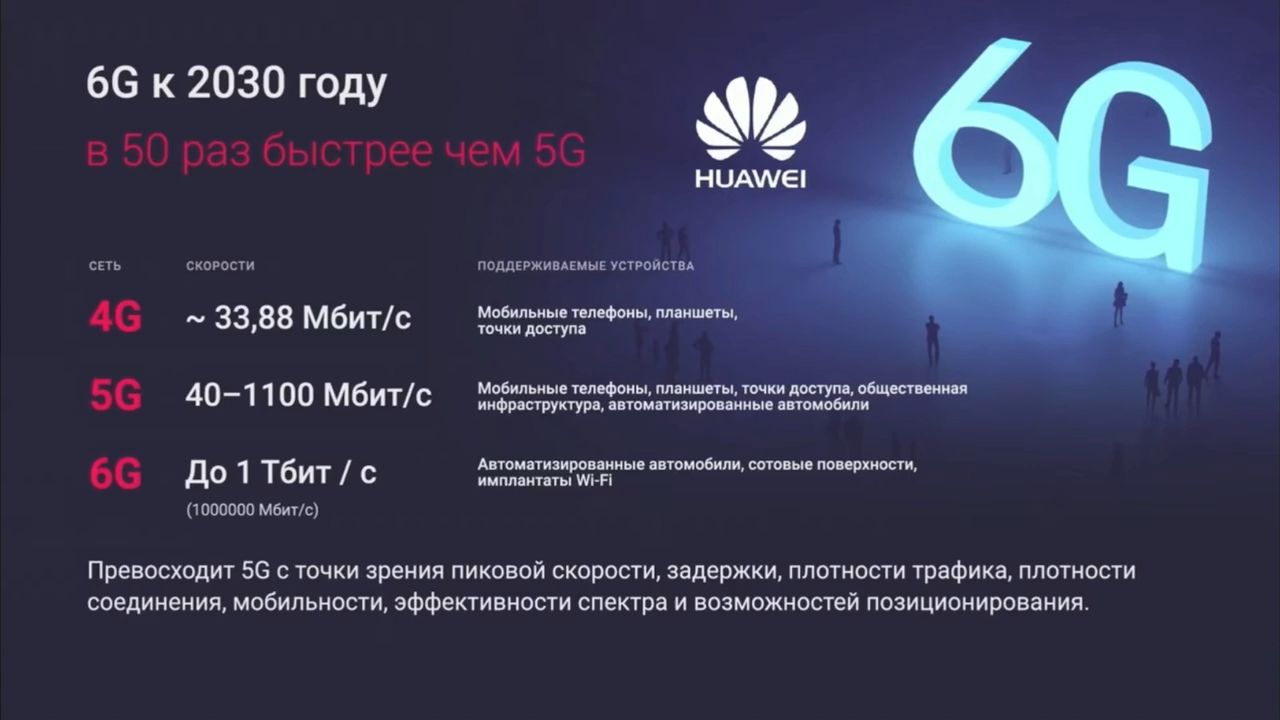 6G к 2030 году
в 50 раз быстрее чем 5G
HUAWEI
6G
СЕТЬ
СКОРОСТИ
ПОДДЕРЖИВАЕМЫЕ УСТРОЙСТВА
4G
~ 33,88 Мбит/с
Мобильные телефоны, планшеты,
точки доступа
5G
40–1100 Мбит/с
Мобильные телефоны, планшеты, точки доступа, общественная
инфраструктура, автоматизированные автомобили
6G
До 1 Тбит / с
(1000000 Мбит/с)
Автоматизированные автомобили, сотовые поверхности,
имплантаты Wi-Fi
Превосходит 5G с точки зрения пиковой скорости, задержки, плотности трафика, плотности
соединения, мобильности, эффективности спектра и возможностей позиционирования.